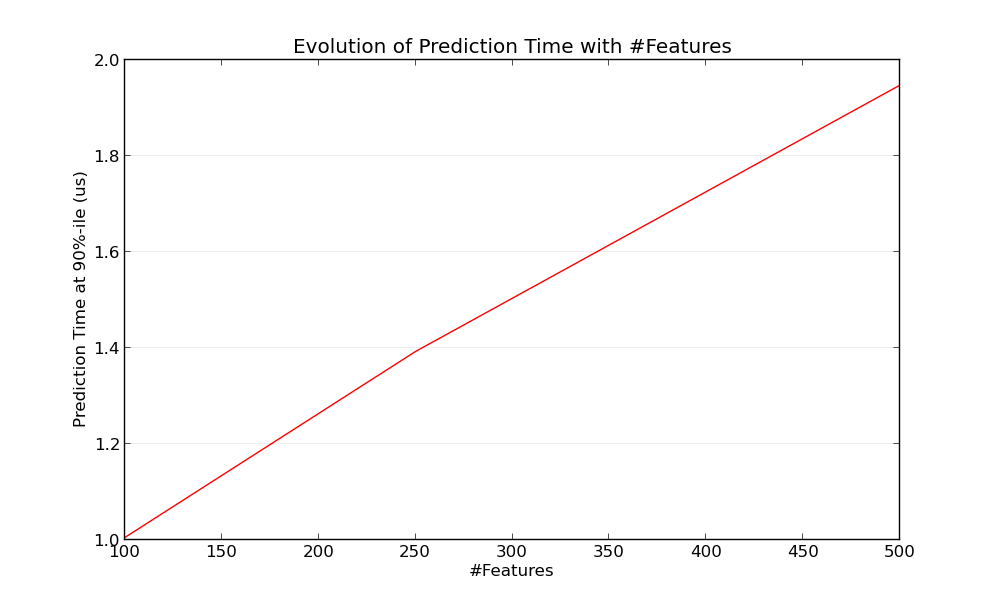 Evolution of Prediction Time with #Features
2.0
1.8
1.6
1.4
1.2
1.0
Prediction Time at 90%-ile (us)
100 150 200 250 300 350 400 450 500
#Features